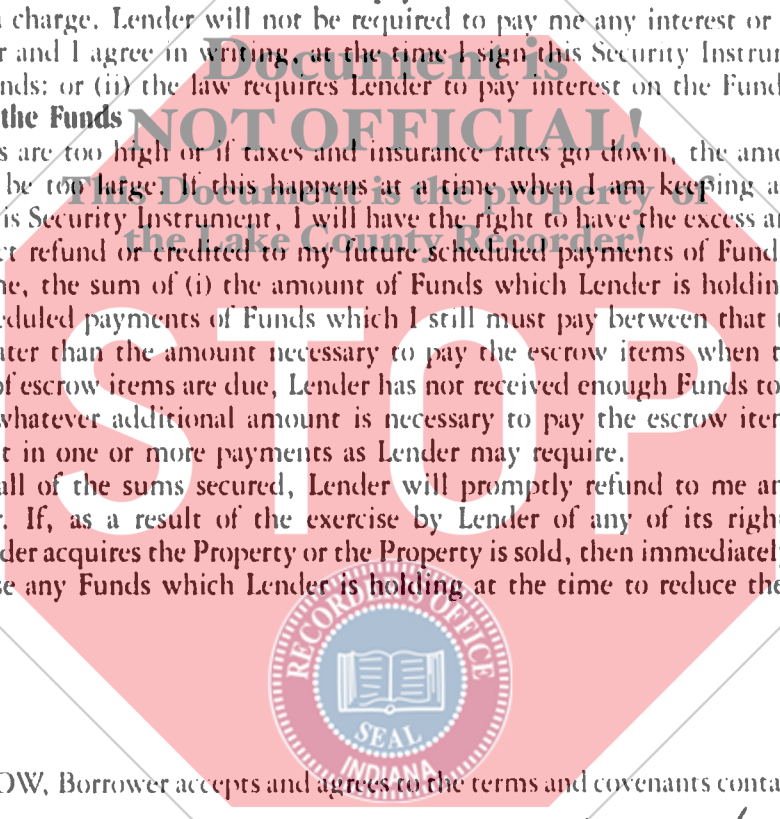 charge. Lender will not be required to pay me any interest or
and I agree in writing, at the time I sign this Security Instrum
nds: or (ii) the law requires Lender to pay interest on the Fund
the Funds
s are too high or if taxes and insurance rates go down, the amo
be too large. If this happens at a time when I am keeping a
is Security Instrument, I will have the right to have the excess a
refund or credited to my future scheduled payments of Fund
ne, the sum of (i) the amount of Funds which Lender is holdin
eduled payments of Funds which I still must pay between that
ater than the amount necessary to pay the escrow items when
of escrow items are due, Lender has not received enough Funds to
whatever additional amount is necessary to pay the escrow iter
t in one or more payments as Lender may require.
all of the sums secured, Lender will promptly refund to me an
r. If, as a result of the exercise by Lender of any of its righ
der acquires the Property or the Property is sold, then immediately
se any Funds which Lender is holding at the time to reduce the
OW, Borrower accepts and agrees to the terms and covenants conta
Document is
NOT OFFICIAL!
This Document is the property of
the Lake County Recorder!
STOP
RECORDER'S OFFICE
SEAL
INDIANA